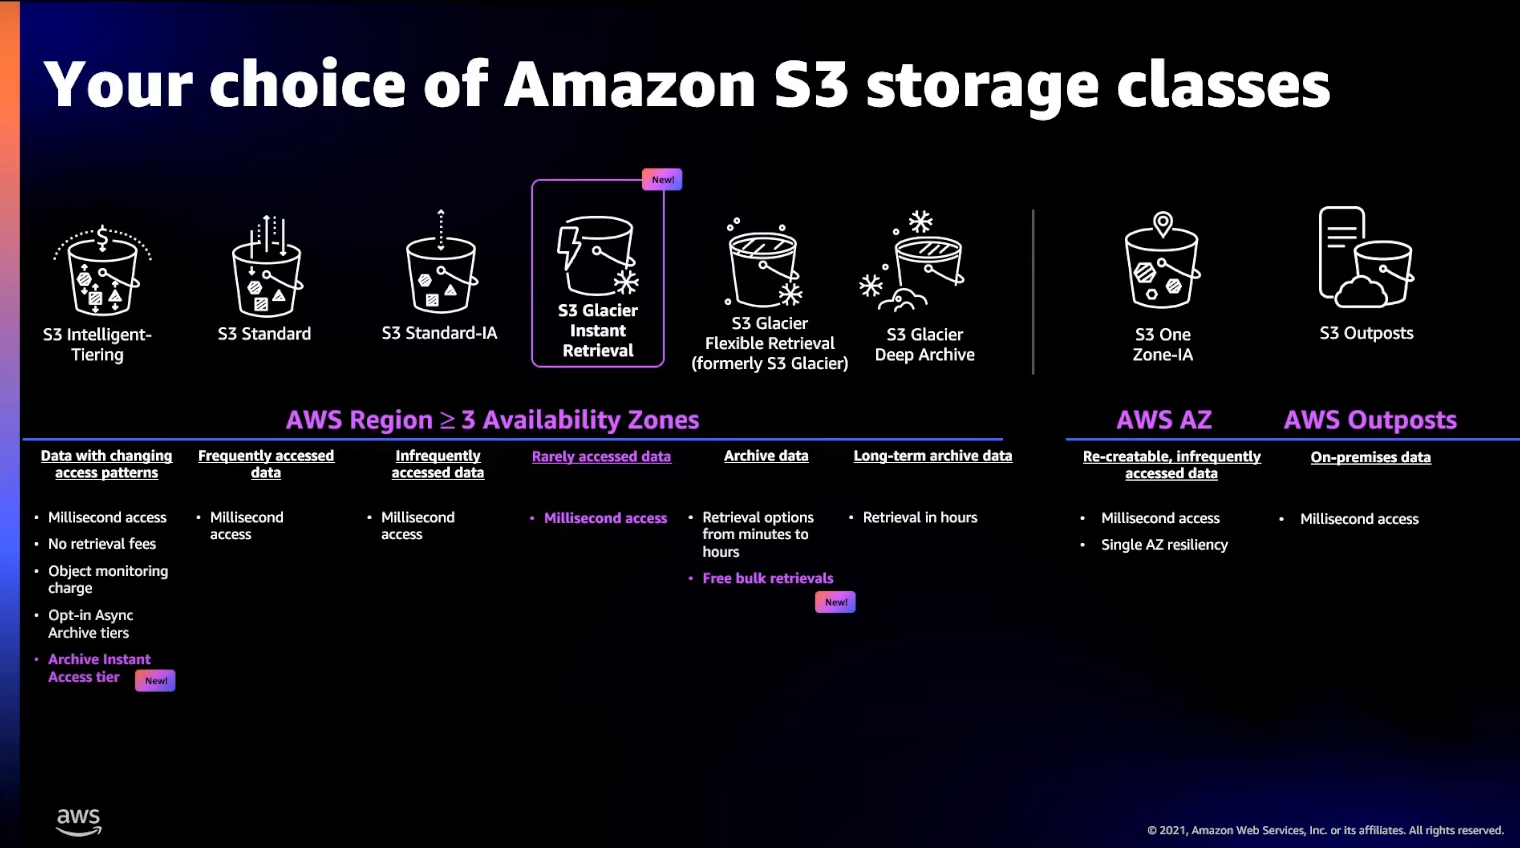 Your choice of Amazon S3 storage classes
New!
S3 Intelligent-
Tiering
S3 Standard
S3 Standard-IA
S3 Glacier
Instant
Retrieval
S3 Glacier
Flexible Retrieval
(formerly S3 Glacier)
S3 Glacier
Deep Archive
S3 One
Zone-IA
S3 Outposts
AWS Region ≥ 3 Availability Zones
AWS AZ
AWS Outposts
Data with changing
access patterns
• Millisecond access
• No retrieval fees
• Object monitoring
charge
• Opt-in Async
Archive tiers
• Archive Instant
Access tier
New!
Frequently accessed
data
• Millisecond
access
Infrequently
accessed data
• Millisecond
access
Rarely accessed data
• Millisecond access
Archive data
• Retrieval options
from minutes to
hours
• Free bulk retrievals
New!
Long-term archive data
• Retrieval in hours
Re-creatable, infrequently
accessed data
• Millisecond access
• Single AZ resiliency
On-premises data
• Millisecond access
aws
© 2021, Amazon Web Services, Inc. or its affiliates. All rights reserved.